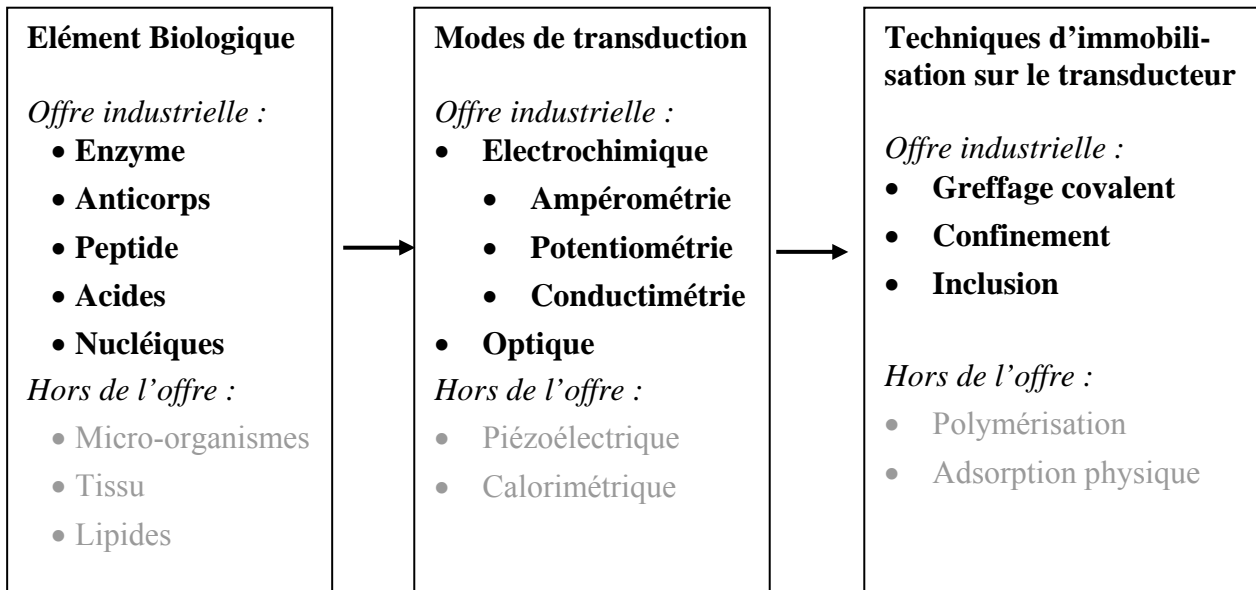 Elément Biologique
Offre industrielle :
• Enzyme
• Anticorps
• Peptide
• Acides
• Nucléiques
Hors de l’offre :
• Micro-organismes
• Tissu
• Lipides
Modes de transduction
Offre industrielle :
• Electrochimique
• Ampérométrie
• Potentiométrie
• Conductimétrie
• Optique
Hors de l’offre :
• Piézoélectrique
• Calorimétrique
Techniques d’immobili-
sation sur le transducteur
Offre industrielle :
• Greffage covalent
• Confinement
• Inclusion
Hors de l’offre :
• Polymérisation
• Adsorption physique